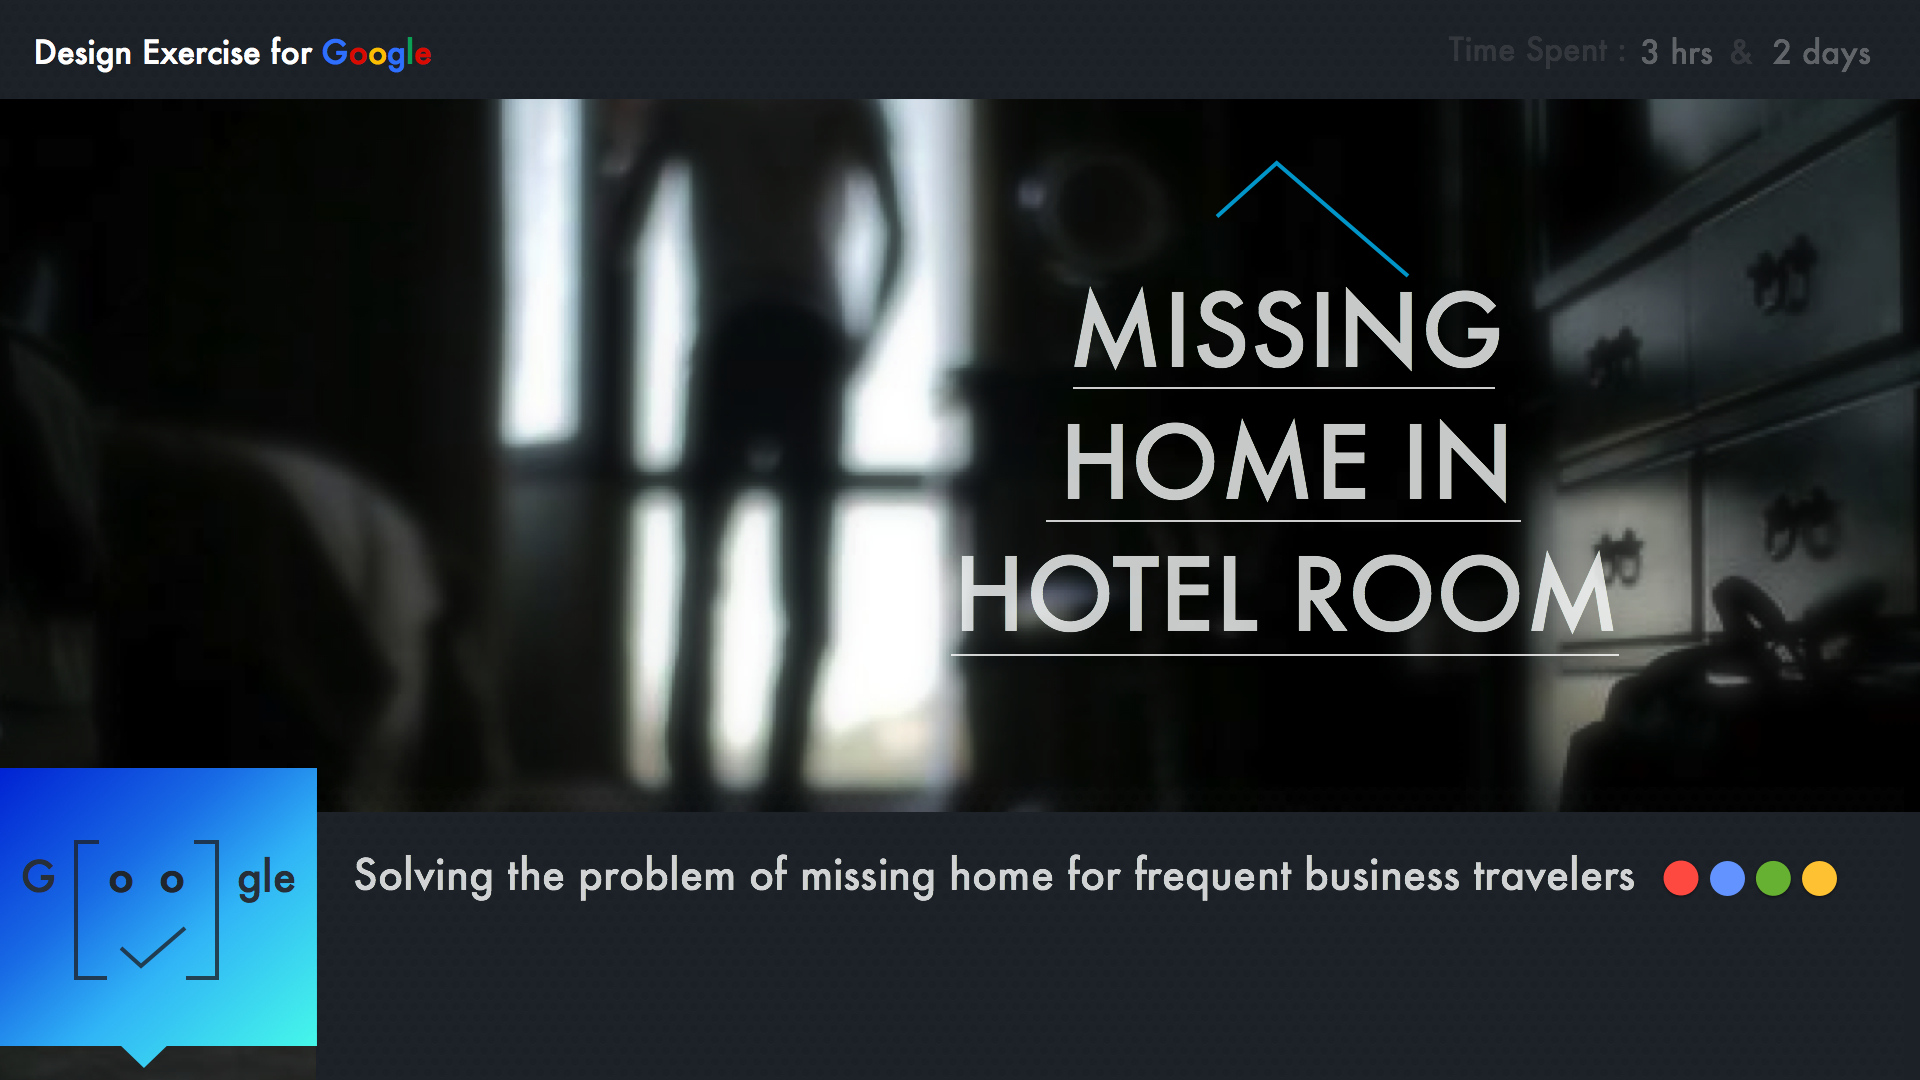 Design Exercise for Google
Time Spent : 3 hrs & 2 days
MISSING
HOME IN
HOTEL ROOM
G [ o o ] gle
Solving the problem of missing home for frequent business travelers